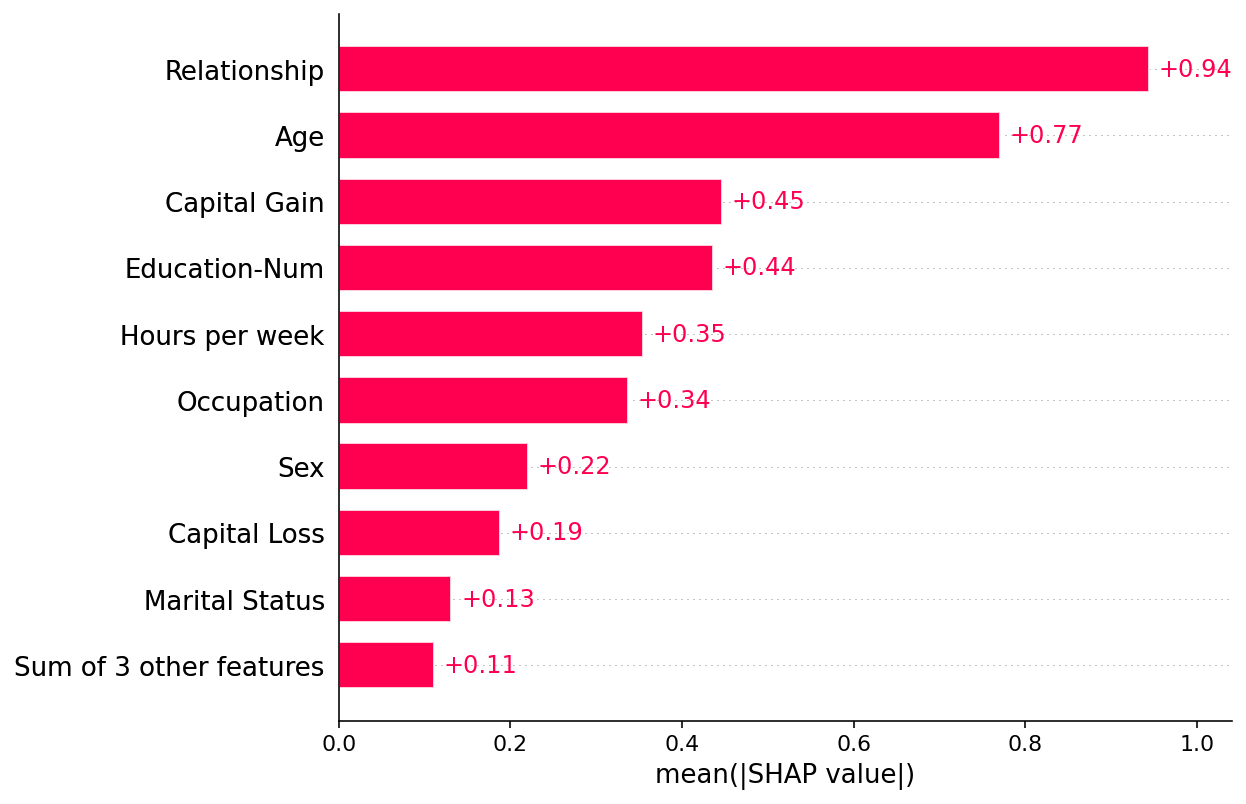 Relationship +0.94
Age +0.77
Capital Gain +0.45
Education-Num +0.44
Hours per week +0.35
Occupation +0.34
Sex +0.22
Capital Loss +0.19
Marital Status +0.13
Sum of 3 other features +0.11
0.0 0.2 0.4 0.6 0.8 1.0
mean(|SHAP value|)